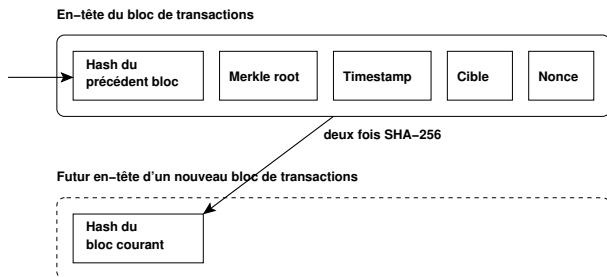 En−tête du bloc de transactions
Hash du
précédent bloc
Merkle root
Timestamp
Cible
Nonce
deux fois SHA−256
Futur en−tête d'un nouveau bloc de transactions
Hash du
bloc courant